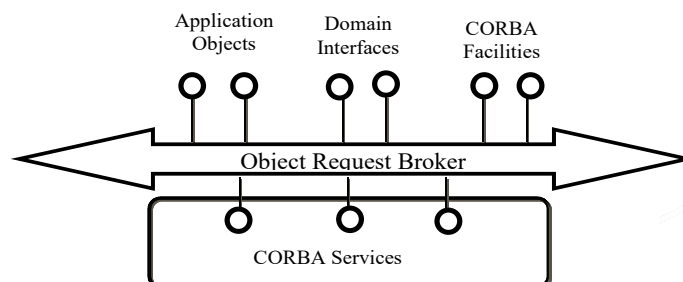 Application
Objects
Domain
Interfaces
CORBA
Facilities
Object Request Broker
CORBA Services